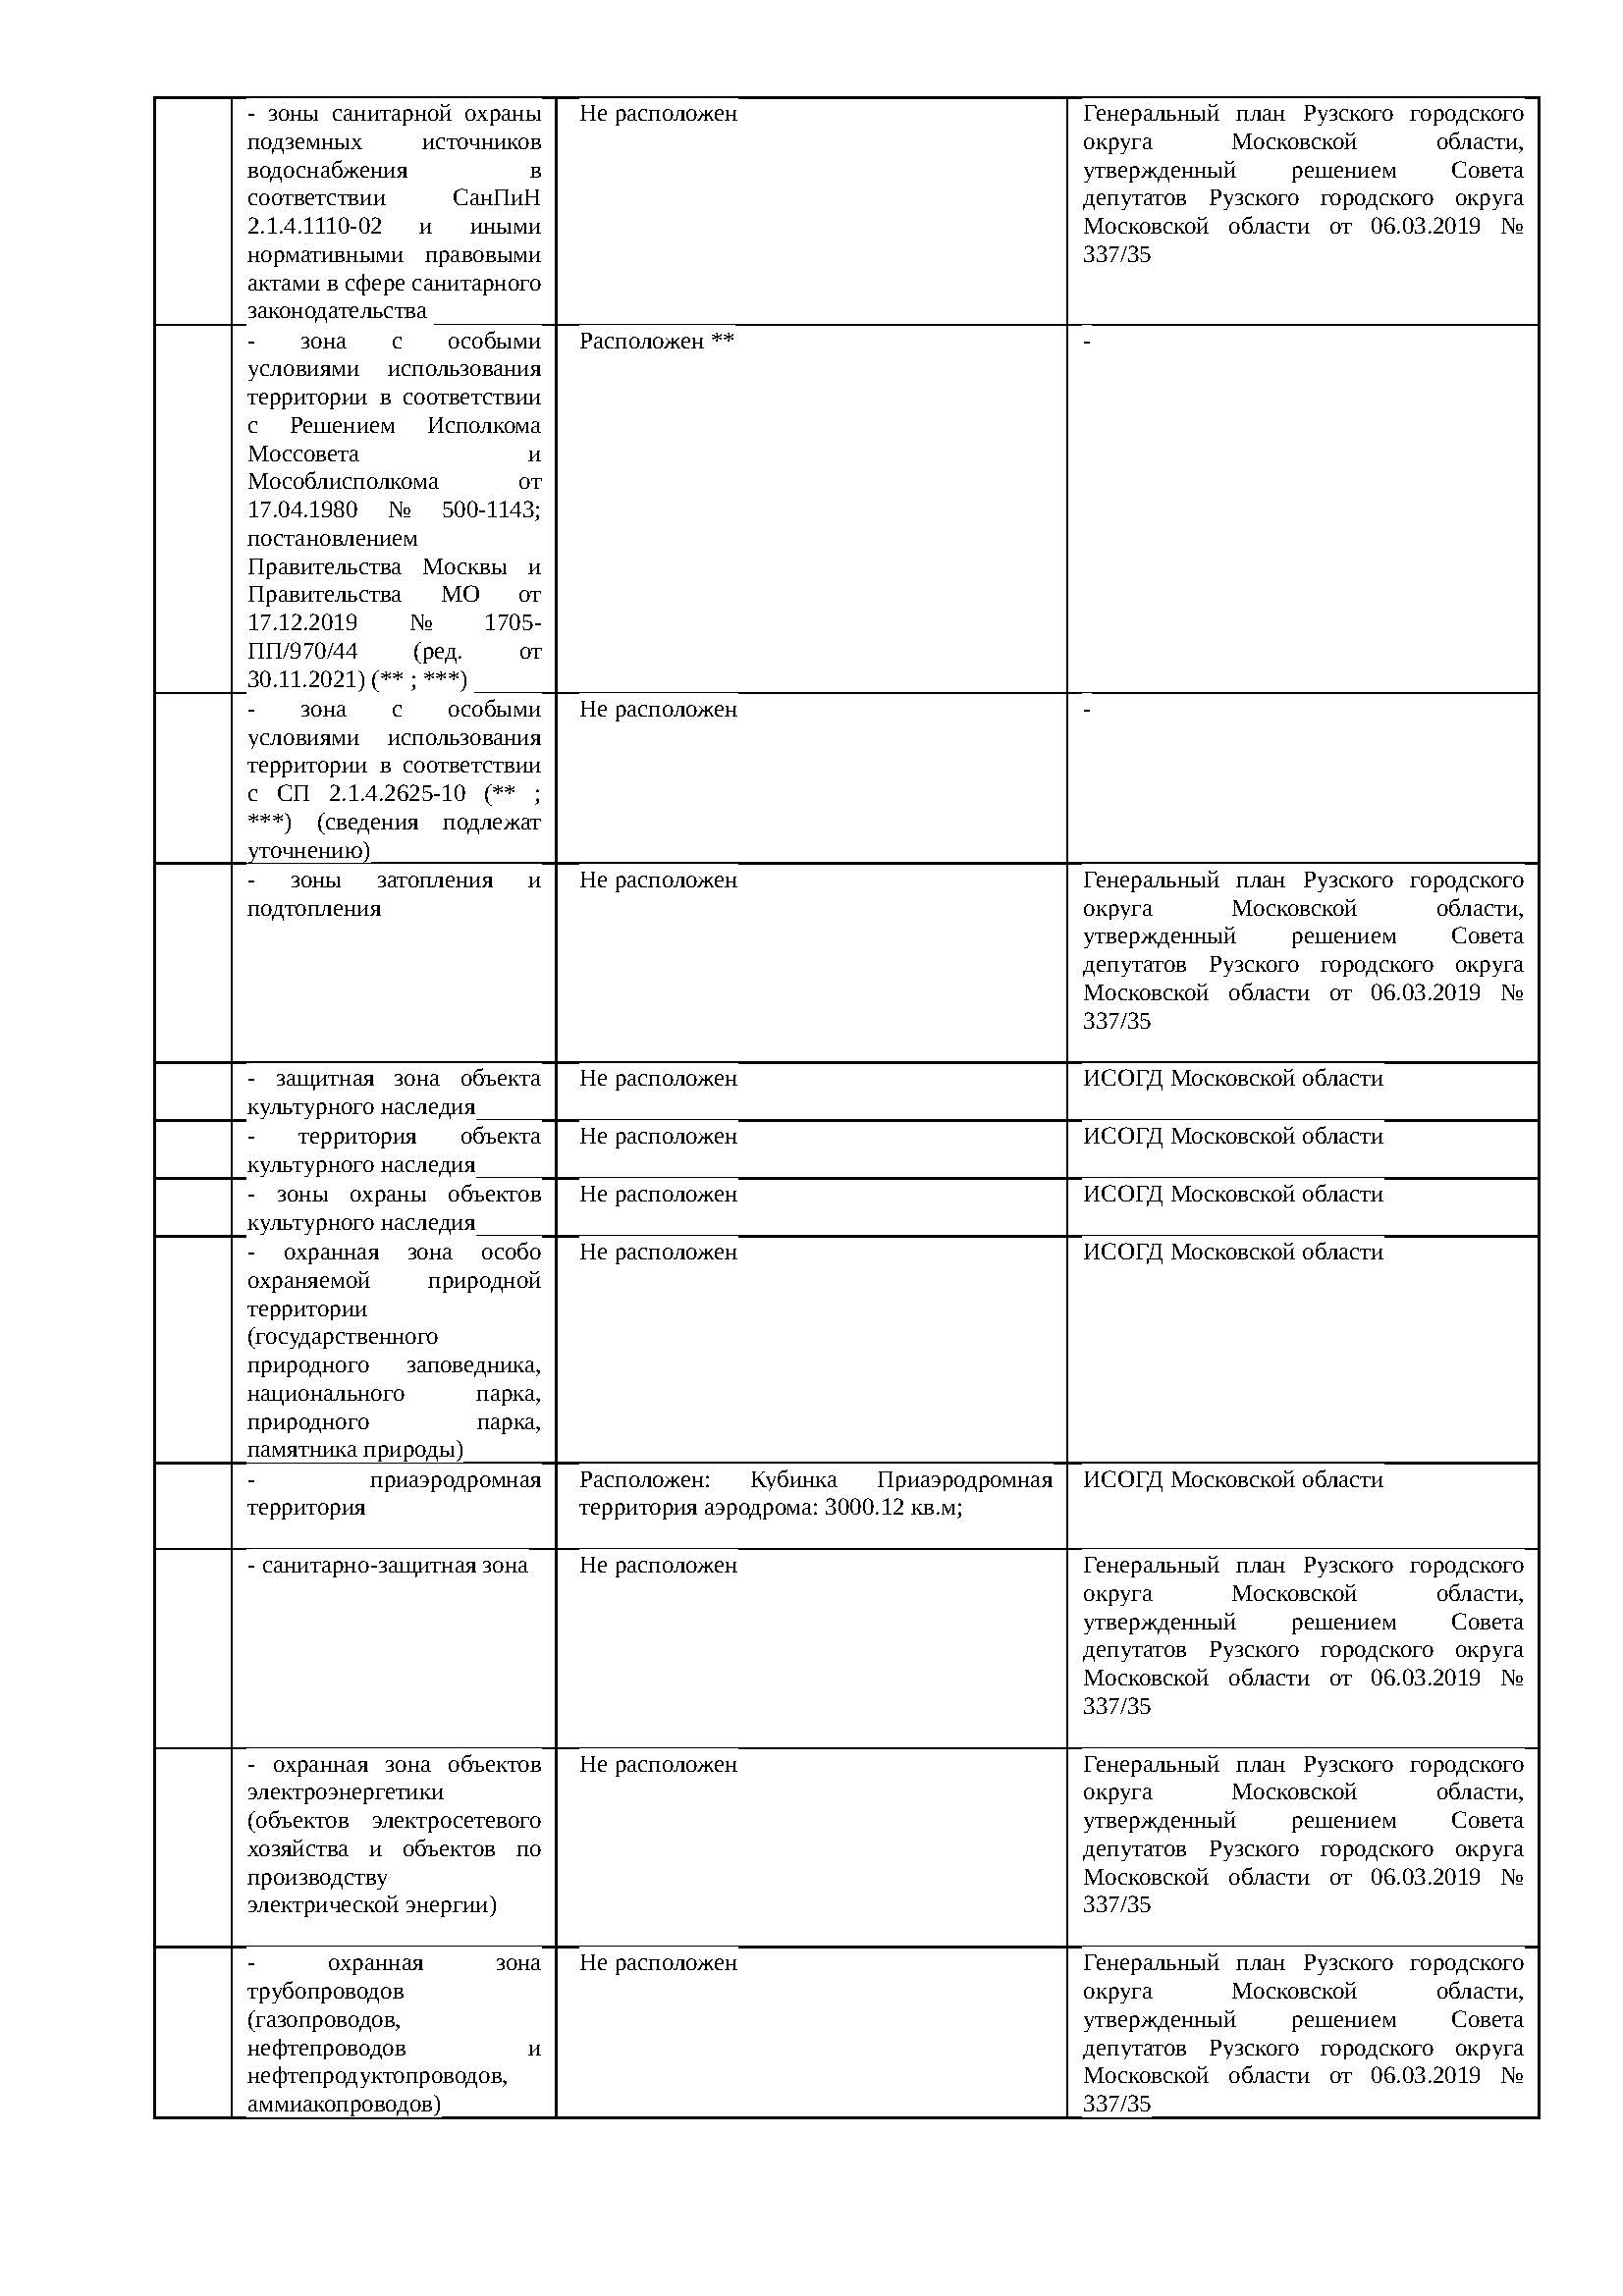 - зоны санитарной охраны
подземных источников
водоснабжения в
соответствии СанПиН
2.1.4.1110-02 и иными
нормативными правовыми
актами в сфере санитарного
законодательства
Не расположен
Генеральный план Рузского городского
округа Московской области,
утвержденный решением Совета
депутатов Рузского городского округа
Московской области от 06.03.2019 №
337/35
- зона с особыми
условиями использования
территории в соответствии
с Решением Исполкома
Моссовета и
Мособлисполкома от
17.04.1980 № 500-1143;
постановлением
Правительства Москвы и
Правительства МО от
17.12.2019 № 1705-
ПП/970/44 (ред. от
30.11.2021) (** ; ***)
Расположен **
-
- зона с особыми
условиями использования
территории в соответствии
с СП 2.1.4.2625-10 (** ;
***) (сведения подлежат
уточнению)
Не расположен
-
- зоны затопления и
подтопления
Не расположен
Генеральный план Рузского городского
округа Московской области,
утвержденный решением Совета
депутатов Рузского городского округа
Московской области от 06.03.2019 №
337/35
- защитная зона объекта
культурного наследия
Не расположен
ИСОГД Московской области
- территория объекта
культурного наследия
Не расположен
ИСОГД Московской области
- зоны охраны объектов
культурного наследия
Не расположен
ИСОГД Московской области
- охранная зона особо
охраняемой природной
территории
(государственного
природного заповедника,
национального парка,
природного парка,
памятника природы)
Не расположен
ИСОГД Московской области
- приаэродромная
территория
Расположен: Кубинка Приаэродромная
территория аэродрома: 3000.12 кв.м;
ИСОГД Московской области
- санитарно-защитная зона
Не расположен
Генеральный план Рузского городского
округа Московской области,
утвержденный решением Совета
депутатов Рузского городского округа
Московской области от 06.03.2019 №
337/35
- охранная зона объектов
электроэнергетики
(объектов электросетевого
хозяйства и объектов по
производству
электрической энергии)
Не расположен
Генеральный план Рузского городского
округа Московской области,
утвержденный решением Совета
депутатов Рузского городского округа
Московской области от 06.03.2019 №
337/35
- охранная зона
трубопроводов
(газопроводов,
нефтепроводов и
нефтепродуктопроводов,
аммиакопроводов)
Не расположен
Генеральный план Рузского городского
округа Московской области,
утвержденный решением Совета
депутатов Рузского городского округа
Московской области от 06.03.2019 №
337/35